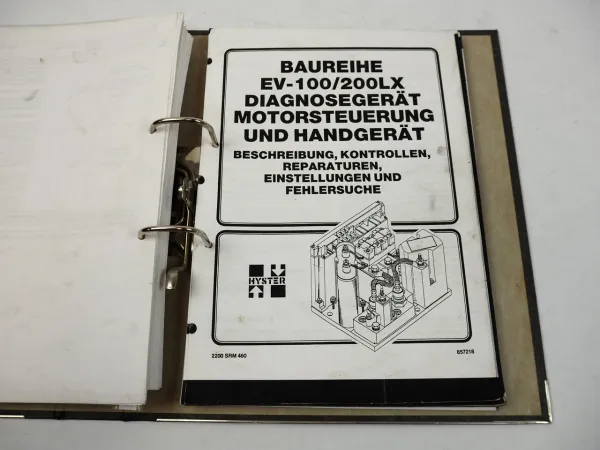 BAUREIHE
EV-100/200LX
DIAGNOSEGERÄT
MOTORSTEUERUNG
UND HANDGERÄT
BESCHREIBUNG, KONTROLLEN,
REPARATUREN,
EINSTELLUNGEN UND
FEHLERSUCHE
HYSTER
2200 SRM 460
657218